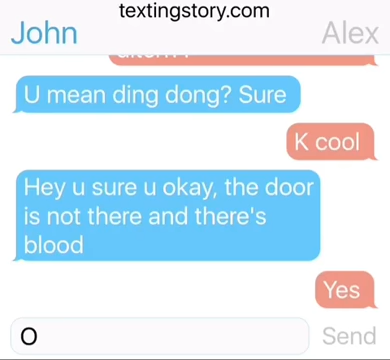 textingstory.com
John Alex
U mean ding dong? Sure
K cool
Hey u sure u okay, the door
is not there and there's
blood
Yes
O Send